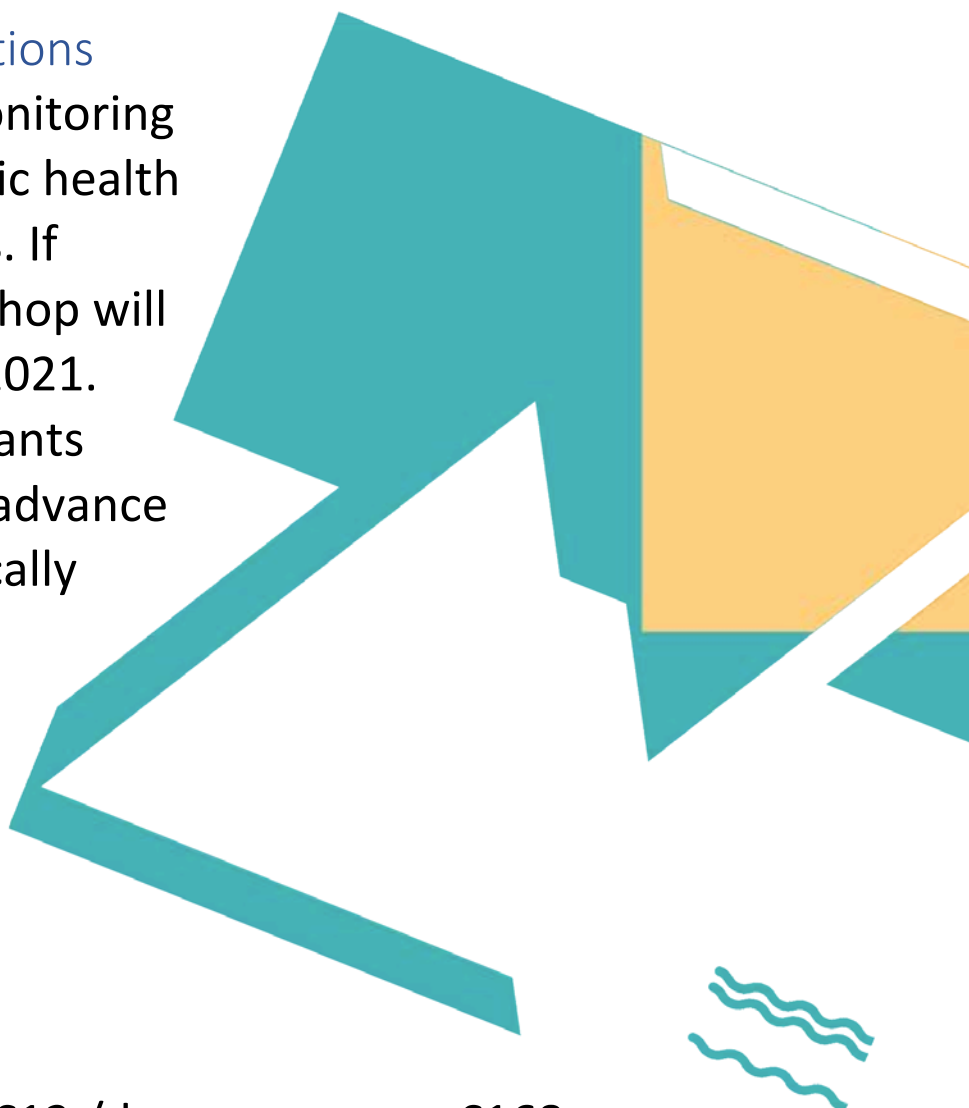 tions
onitoring
ic health
. If
hop will
021.
ants
advance
cally